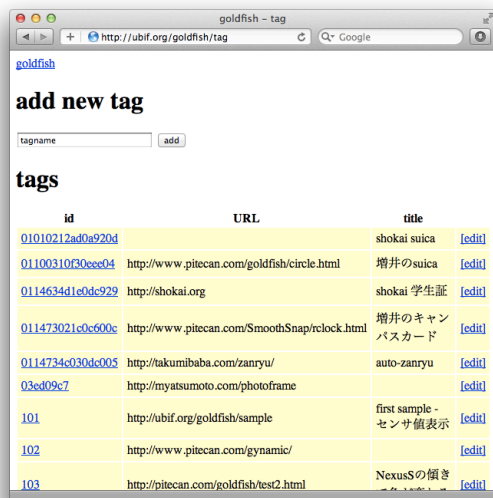 goldfish – tag
http://ubif.org/goldfish/tag
Google
goldfish
add new tag
tagname
add
tags
id URL title
01010212ad0a920d shokai suica [edit]
01100310f30eee04 http://www.pitecan.com/goldfish/circle.html 増井のsuica [edit]
0114634d1e0dc929 http://shokai.org shokai 学生証 [edit]
011473021c0c600c http://www.pitecan.com/SmoothSnap/rclock.html 増井のキャン
パスカード [edit]
0114734c030dc005 http://takumibaba.com/zanryu/ auto-zanryu [edit]
03ed09c7 http://myatsumoto.com/photoframe [edit]
101 http://ubif.org/goldfish/sample first sample -
センサ値表示 [edit]
102 http://www.pitecan.com/gynamic/ [edit]
103 http://pitecan.com/goldfish/test2.html NexusSの傾き [edit]